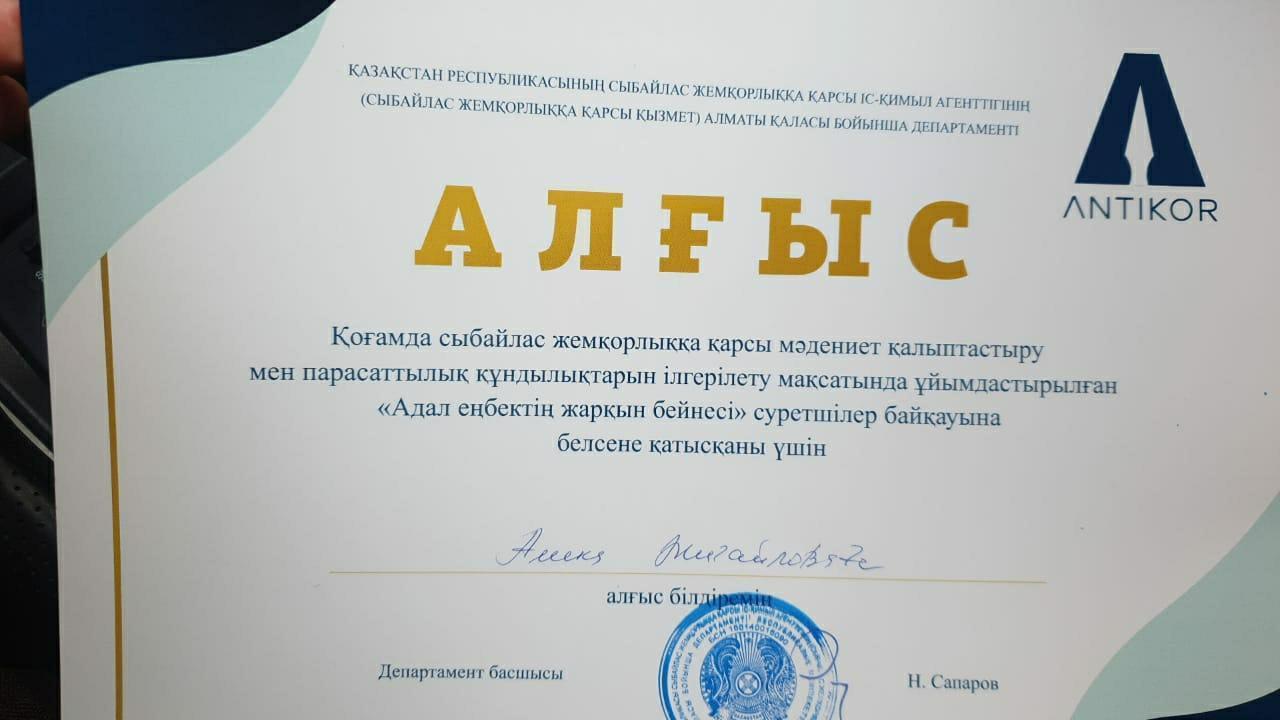 ҚАЗАҚСТАН РЕСПУБЛИКАСЫНЫҢ СЫБАЙЛАС ЖЕМҚОРЛЫҚҚА ҚАРСЫ ІС-ҚИМЫЛ АГЕНТТІГІНІҢ
(СЫБАЙЛАС ЖЕМҚОРЛЫҚҚА ҚАРСЫ ҚЫЗМЕТ) АЛМАТЫ ҚАЛАСЫ БОЙЫНША ДЕПАРТАМЕНТІ
ANTIKOR
АЛҒЫС
Қоғамда сыбайлас жемқорлыққа қарсы мәдениет қалыптастыру
мен парасаттылық құндылықтарын ілгерілету мақсатында ұйымдастырылған
«Адал еңбектің жарқын бейнесі» суретшілер байқауына
белсене қатысқаны үшін
алғыс білдіремін
Департамент басшысы
Н. Сапаров